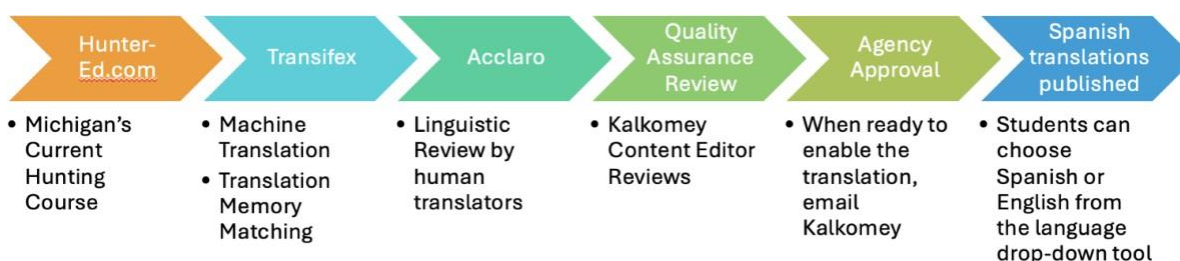 Hunter-
Ed.com
Transifex
Acclaro
Quality
Assurance
Review
Agency
Approval
Spanish
translations
published
• Michigan's
Current
Hunting
Course
• Machine
Translation
• Translation
Memory
Matching
• Linguistic
Review by
human
translators
• Kalkomey
Content Editor
Reviews
• When ready to
enable the
translation,
email
Kalkomey
• Students can
choose
Spanish or
English from
the language
drop-down tool